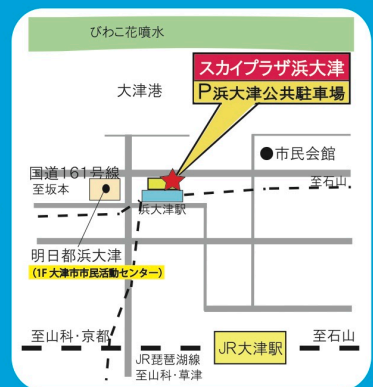 びわこ花噴水
スカイプラザ浜大津
P浜大津公共駐車場
大津港
●市民会館
国道161号線
至坂本
至石山
浜大津駅
明日都浜大津
(1F 大津市市民活動センター)
至山科・京都
JR大津駅
至石山
JR琵琶湖線
至山科・草津